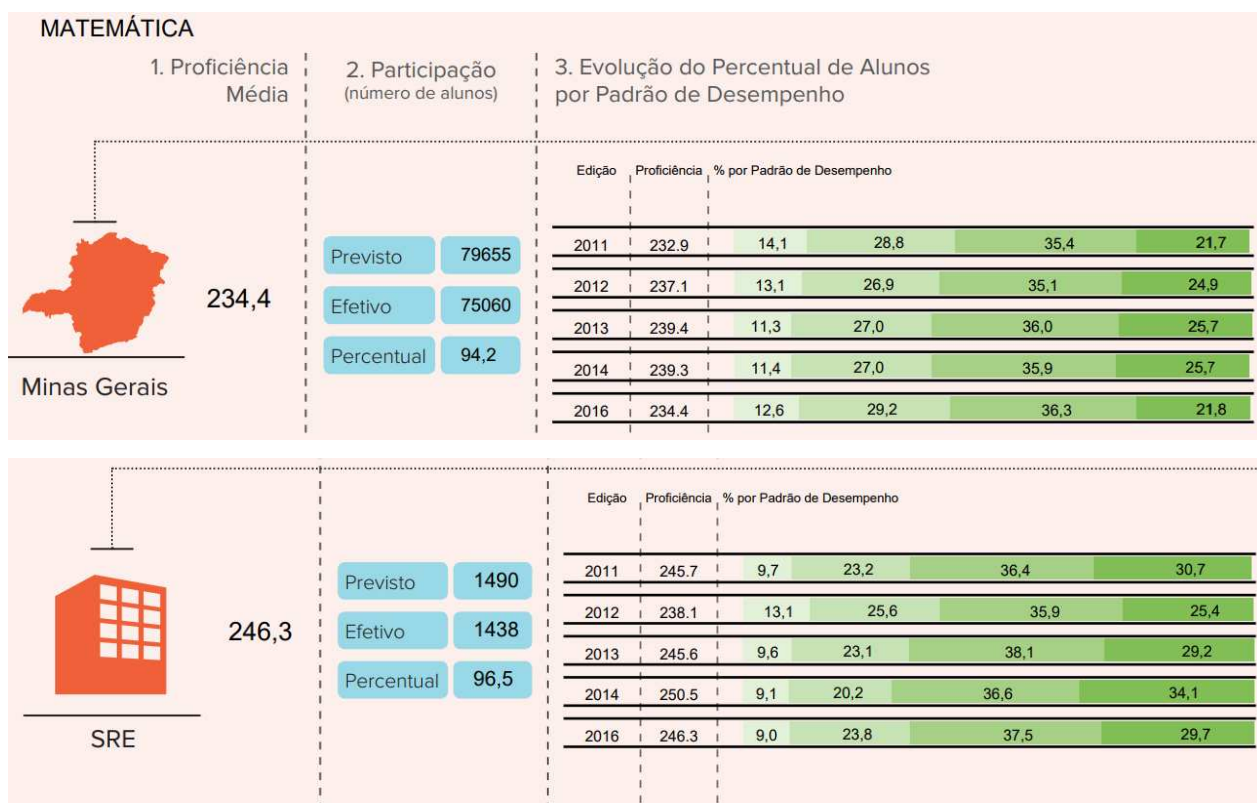 MATEMÁTICA
1. Proficiência
Média
2. Participação
(número de alunos)
3. Evolução do Percentual de Alunos
por Padrão de Desempenho
Edição Proficiência % por Padrão de Desempenho
Minas Gerais
234,4
Previsto 79655
Efetivo 75060
Percentual 94,2
2011 232.9 14,1 28,8 35,4 21,7
2012 237.1 13,1 26,9 35,1 24,9
2013 239.4 11,3 27,0 36,0 25,7
2014 239.3 11,4 27,0 35,9 25,7
2016 234.4 12,6 29,2 36,3 21,8
Edição Proficiência % por Padrão de Desempenho
SRE
246,3
Previsto 1490
Efetivo 1438
Percentual 96,5
2011 245.7 9,7 23,2 36,4 30,7
2012 238.1 13,1 25,6 35,9 25,4
2013 245.6 9,6 23,1 38,1 29,2
2014 250.5 9,1 20,2 36,6 34,1
2016 246.3 9,0 23,8 37,5 29,7